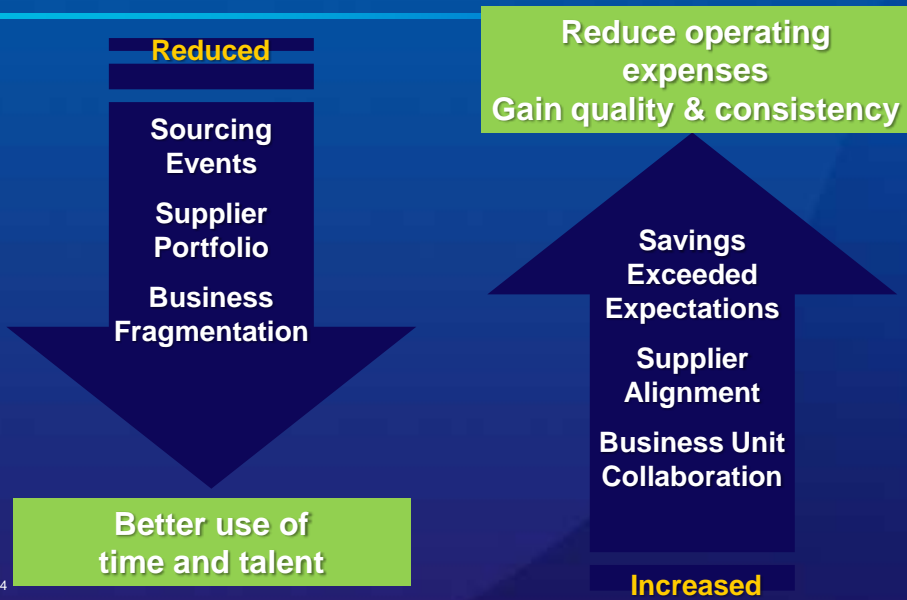 Reduced
Sourcing
Events
Supplier
Portfolio
Business
Fragmentation
Better use of
time and talent
Reduce operating
expenses
Gain quality & consistency
Savings
Exceeded
Expectations
Supplier
Alignment
Business Unit
Collaboration
Increased
4